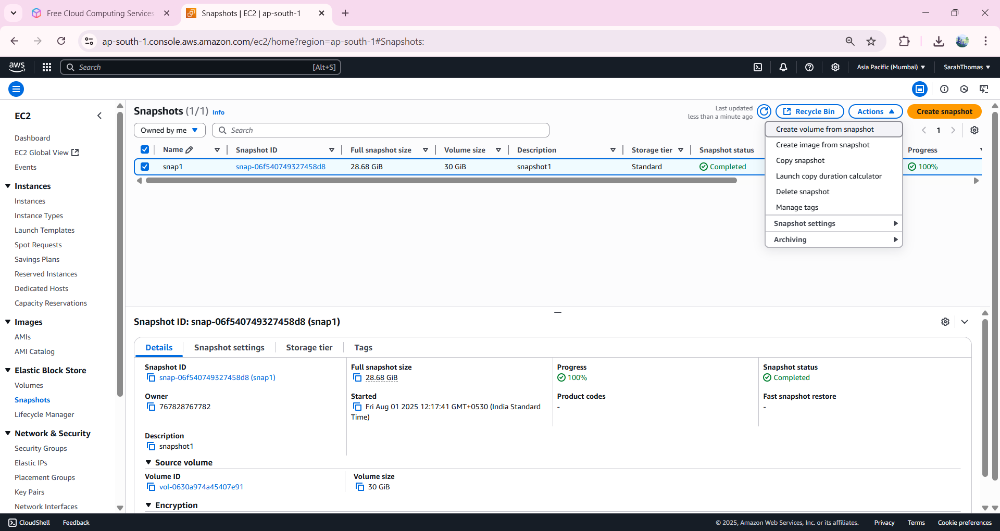 Free Cloud Computing Services
Snapshots | EC2 | ap-south-1
ap-south-1.console.aws.amazon.com/ec2/home?region=ap-south-1#Snapshots:
aws
Search
[Alt+S]
Asia Pacific (Mumbai)
SarahThomas
EC2
Dashboard
EC2 Global View
Events
Instances
Instances
Instance Types
Launch Templates
Spot Requests
Savings Plans
Reserved Instances
Dedicated Hosts
Capacity Reservations
Images
AMIs
AMI Catalog
Elastic Block Store
Volumes
Snapshots
Lifecycle Manager
Network & Security
Security Groups
Elastic IPs
Placement Groups
Key Pairs
Network Interfaces
Snapshots (1/1) Info
Last updated
less than a minute ago
Recycle Bin
Actions
Create snapshot
Owned by me
Search
1
Create volume from snapshot
Create image from snapshot
Copy snapshot
Launch copy duration calculator
Delete snapshot
Manage tags
Snapshot settings
Archiving
Name Snapshot ID Full snapshot size Volume size Description Storage tier Snapshot status Progress
snap1 snap-06f540749327458d8 28.68 GiB 30 GiB snapshot1 Standard Completed 100%
Snapshot ID: snap-06f540749327458d8 (snap1)
Details Snapshot settings Storage tier Tags
Snapshot ID
snap-06f540749327458d8 (snap1)
Full snapshot size
28.68 GiB
Progress
100%
Snapshot status
Completed
Owner
767828767782
Started
Fri Aug 01 2025 12:17:41 GMT+0530 (India Standard
Time)
Product codes
-
Fast snapshot restore
-
Description
snapshot1
Source volume
Volume ID
vol-0630a974a45407e91
Volume size
30 GiB
Encryption
CloudShell Feedback
© 2025, Amazon Web Services, Inc. or its affiliates. Privacy Terms Cookie preferences